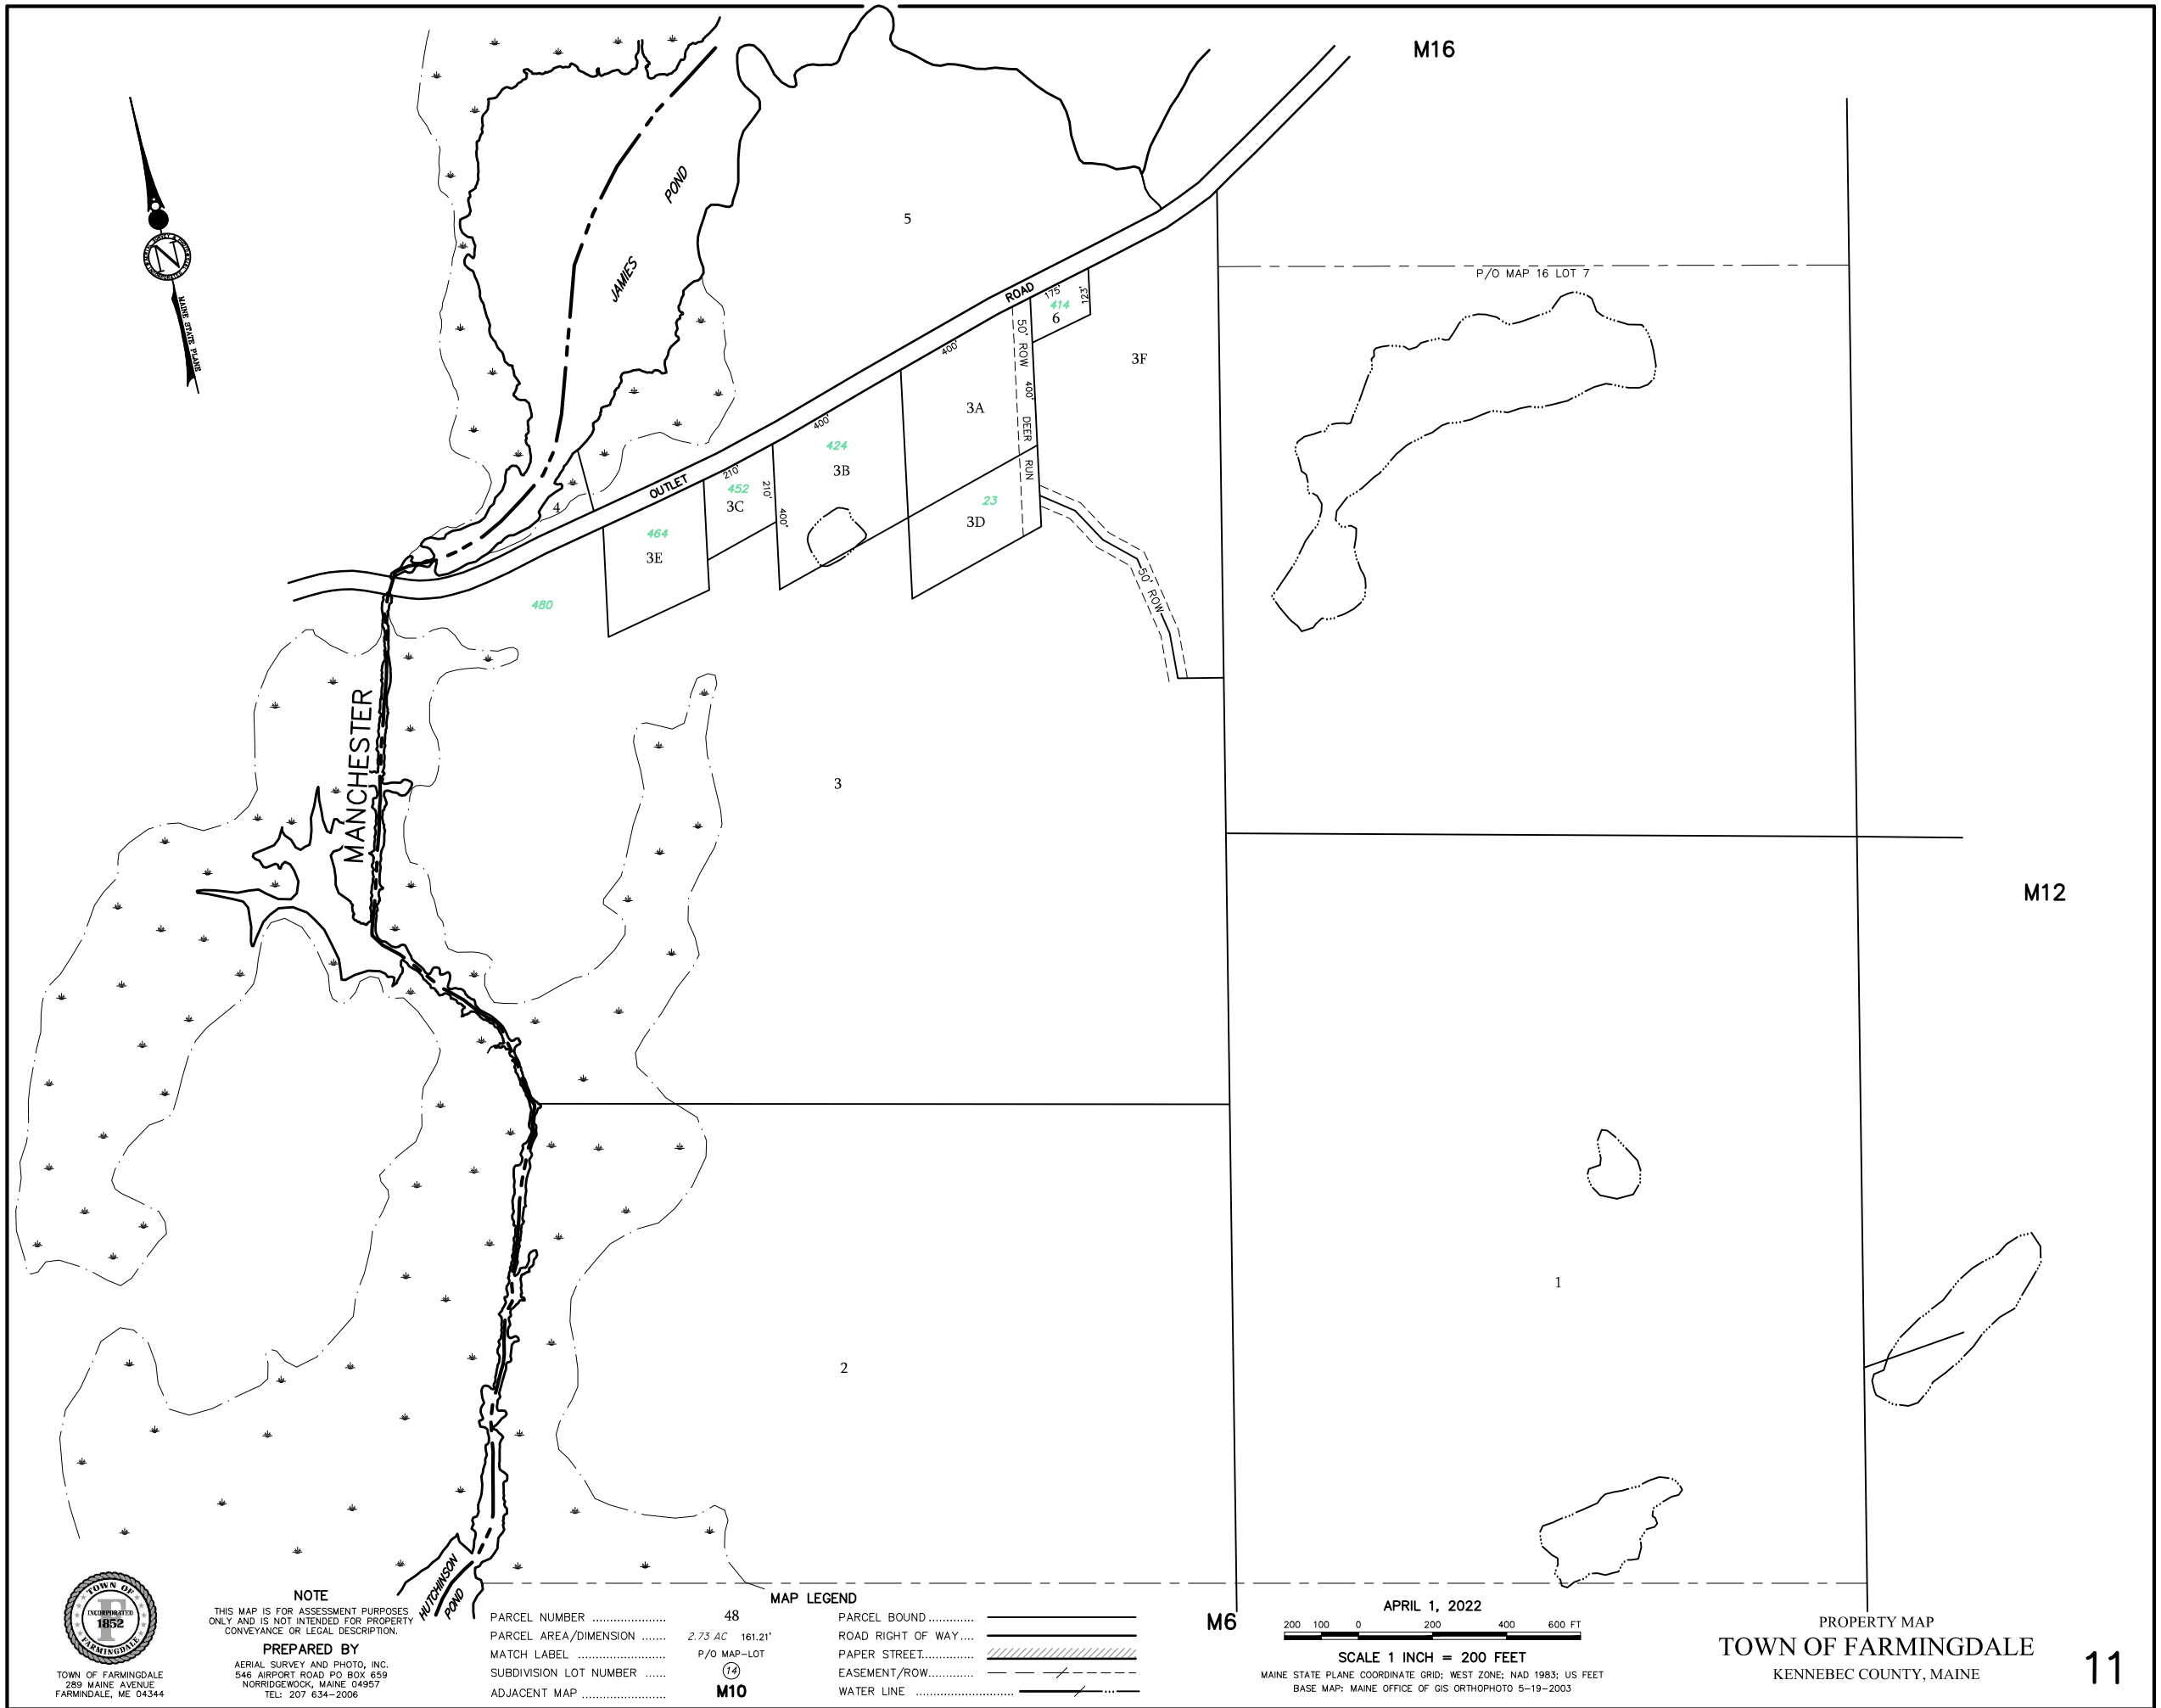 M16
MAINE STATE PLANE
N
JAMIES
POND
5
P/O MAP 16 LOT 7
OUTLET
ROAD
175'
123'
414
6
50' ROW
400'
DEER
RUN
3F
400'
3A
400'
424
3B
210'
452
3C
210'
400'
23
3D
4
464
3E
480
50' ROW
MANCHESTER
3
M12
1
2
HUTCHINSON
POND
M6
TOWN OF
INCORPORATED
1852
F
FARMINGDALE
TOWN OF FARMINGDALE
289 MAINE AVENUE
FARMINDALE, ME 04344
NOTE
THIS MAP IS FOR ASSESSMENT PURPOSES
ONLY AND IS NOT INTENDED FOR PROPERTY
CONVEYANCE OR LEGAL DESCRIPTION.
PREPARED BY
AERIAL SURVEY AND PHOTO, INC.
546 AIRPORT ROAD PO BOX 659
NORRIDGEWOCK, MAINE 04957
TEL: 207 634-2006
MAP LEGEND
PARCEL NUMBER .................... 48
PARCEL AREA/DIMENSION ....... 2.73 AC 161.21'
MATCH LABEL ........................ P/O MAP-LOT
SUBDIVISION LOT NUMBER ...... 14
ADJACENT MAP ....................... M10
PARCEL BOUND ............
ROAD RIGHT OF WAY....
PAPER STREET..............
EASEMENT/ROW............
WATER LINE ...........................
APRIL 1, 2022
200 100 0 200 400 600 FT
SCALE 1 INCH = 200 FEET
MAINE STATE PLANE COORDINATE GRID; WEST ZONE; NAD 1983; US FEET
BASE MAP: MAINE OFFICE OF GIS ORTHOPHOTO 5-19-2003
PROPERTY MAP
TOWN OF FARMINGDALE
KENNEBEC COUNTY, MAINE
11